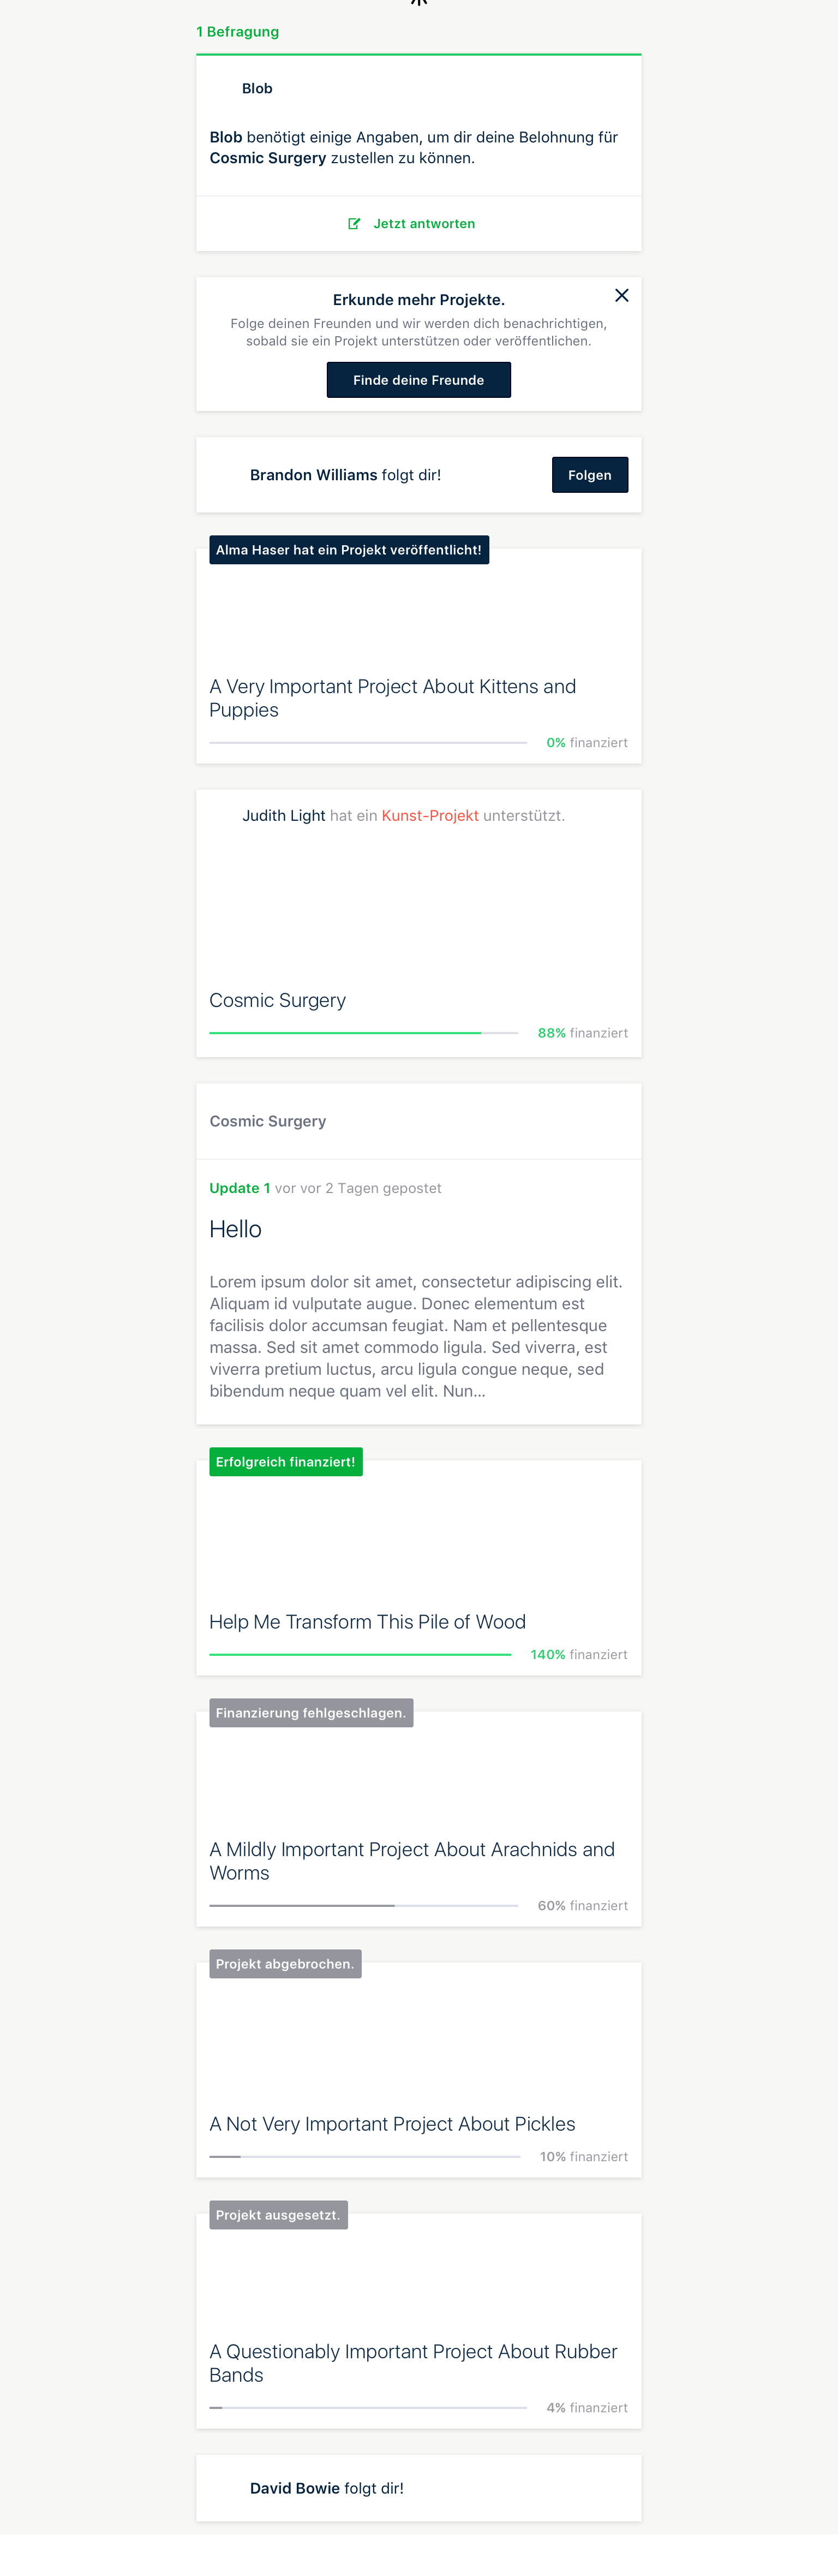 1 Befragung
Blob
Blob benötigt einige Angaben, um dir deine Belohnung für
Cosmic Surgery zustellen zu können.
Jetzt antworten
Erkunde mehr Projekte.
Folge deinen Freunden und wir werden dich benachrichtigen,
sobald sie ein Projekt unterstützen oder veröffentlichen.
Finde deine Freunde
Brandon Williams folgt dir!
Folgen
Alma Haser hat ein Projekt veröffentlicht!
A Very Important Project About Kittens and
Puppies
0% finanziert
Judith Light hat ein Kunst-Projekt unterstützt.
Cosmic Surgery
88% finanziert
Cosmic Surgery
Update 1 vor vor 2 Tagen gepostet
Hello
Lorem ipsum dolor sit amet, consectetur adipiscing elit.
Aliquam id vulputate augue. Donec elementum est
facilisis dolor accumsan feugiat. Nam et pellentesque
massa. Sed sit amet commodo ligula. Sed viverra, est
viverra pretium luctus, arcu ligula congue neque, sed
bibendum neque quam vel elit. Nun...
Erfolgreich finanziert!
Help Me Transform This Pile of Wood
140% finanziert
Finanzierung fehlgeschlagen.
A Mildly Important Project About Arachnids and
Worms
60% finanziert
Projekt abgebrochen.
A Not Very Important Project About Pickles
10% finanziert
Projekt ausgesetzt.
A Questionably Important Project About Rubber
Bands
4% finanziert
David Bowie folgt dir!